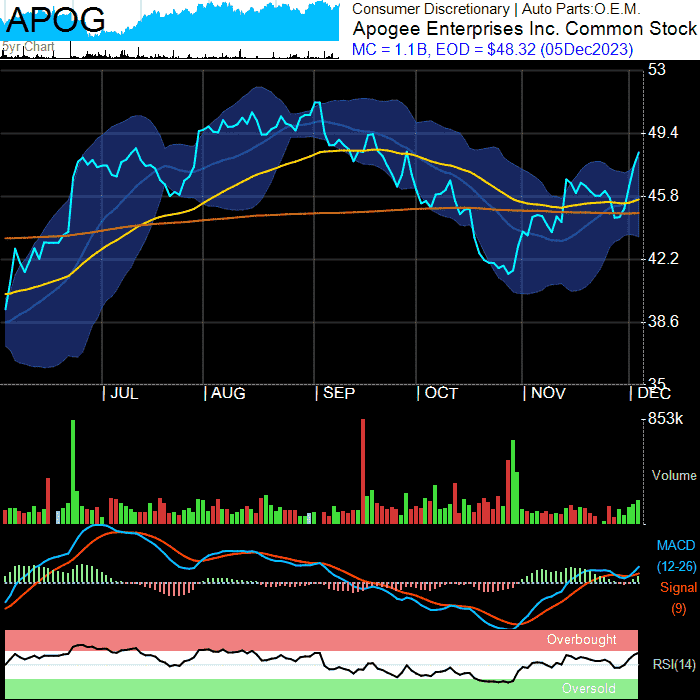 APOG
5yr Chart
Consumer Discretionary | Auto Parts:O.E.M.
Apogee Enterprises Inc. Common Stock
MC = 1.1B, EOD = $48.32 (05Dec2023)
53
49.4
45.8
42.2
38.6
35
| JUL | AUG | SEP | OCT | NOV | DEC
853k
Volume
MACD
(12-26)
Signal
(9)
Overbought
RSI(14)
Oversold